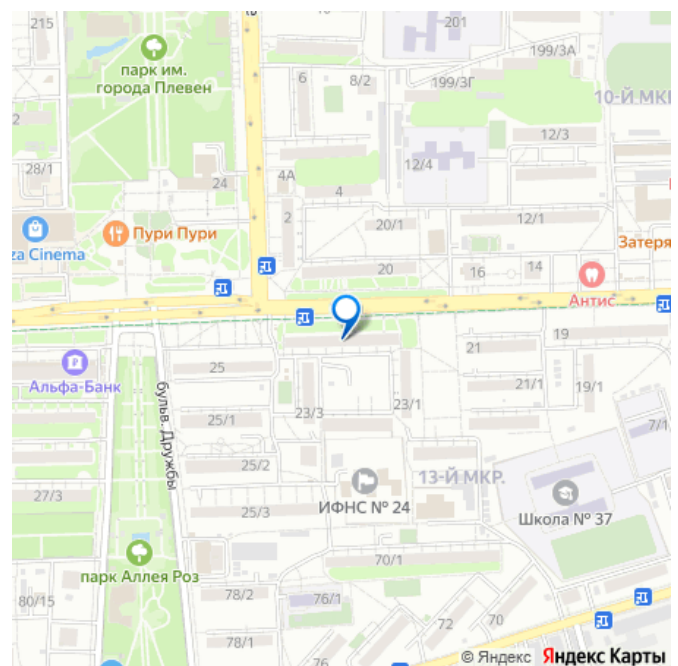 215
201
199/3А
парк им.
города Плевен
6
8/2
199/3Г
10-Й МКР
2
12/3
28/1
24
4А
12/4
4
2
20/1
12/1
Пури Пури
za Cinema
Затеря
20
16
14
Антис
25
21
19
Альфа-Банк
бульв. Дружбы
23/3
23/1
21/1
19/1
25/1
7/1
25/2
13-Й МКР.
27/3
ИФНС № 24
25/3
Школа № 37
парк Аллея Роз
70/1
80/15
78/2
76/1
72
70
78/1
76
© Яндекс Яндекс Карты